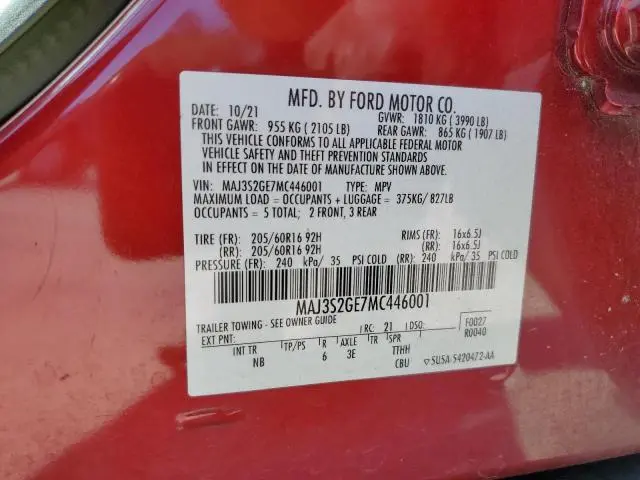 MFD. BY FORD MOTOR CO.
DATE: 10/21 GVWR: 1810 KG ( 3990 LB)
FRONT GAWR: 955 KG ( 2105 LB) REAR GAWR: 865 KG ( 1907 LB)
THIS VEHICLE CONFORMS TO ALL APPLICABLE FEDERAL MOTOR
VEHICLE SAFETY AND THEFT PREVENTION STANDARDS
IN EFFECT ON THE DATE OF MANUFACTURE SHOWN ABOVE.
VIN: MAJ3S2GE7MC446001 TYPE: MPV
MAXIMUM LOAD = OCCUPANTS + LUGGAGE = 375KG/ 827LB
OCCUPANTS = 5 TOTAL; 2 FRONT, 3 REAR
TIRE (FR): 205/60R16 92H RIMS (FR): 16x6.5J
(RR): 205/60R16 92H (RR): 16x6.5J
PRESSURE (FR): 240 kPa/ 35 PSI COLD (RR): 240 kPa/ 35 PSI COLD
MAJ3S2GE7MC446001
TRAILER TOWING - SEE OWNER GUIDE
EXT PNT: RC: 21 DSO: F0027
R0040
INT TR TP/PS R AXLE TR SPR
NB 6 3E TTHH
CBU SU5A-S420472-AA